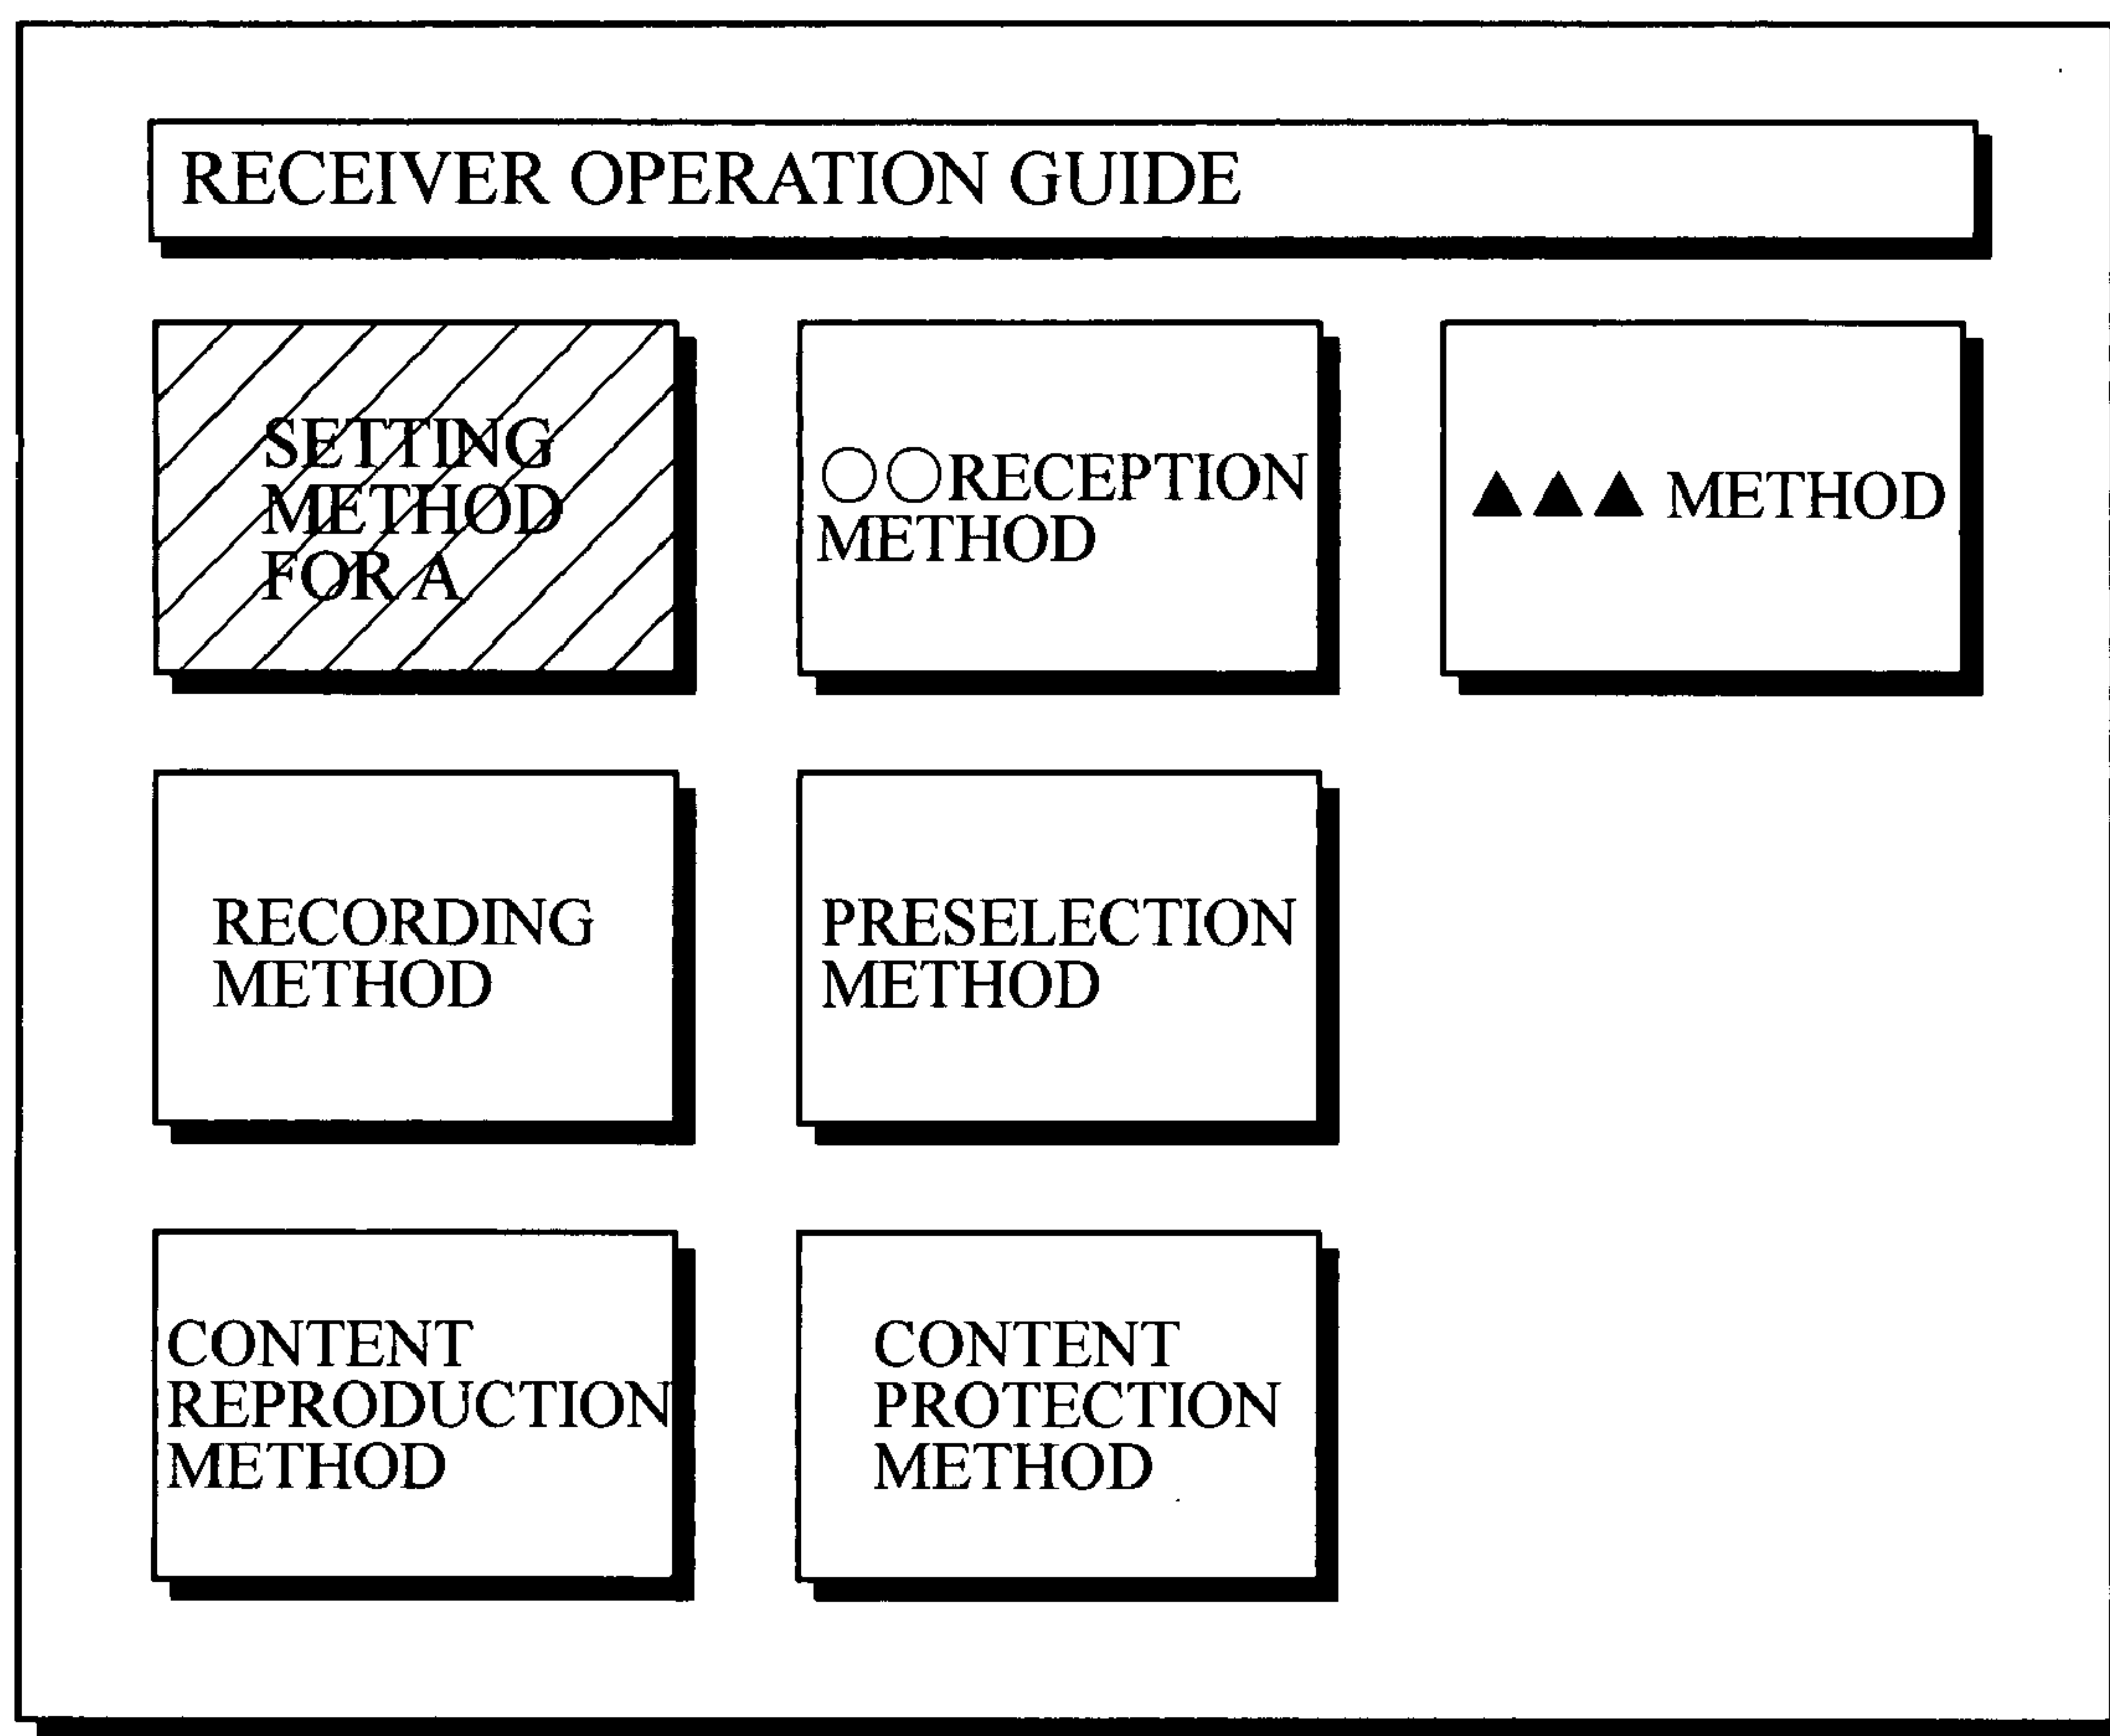 RECEIVER OPERATION GUIDE
SETTING
METHOD
FOR A
○○RECEPTION
METHOD
▲▲▲ METHOD
RECORDING
METHOD
PRESELECTION
METHOD
CONTENT
REPRODUCTION
METHOD
CONTENT
PROTECTION
METHOD